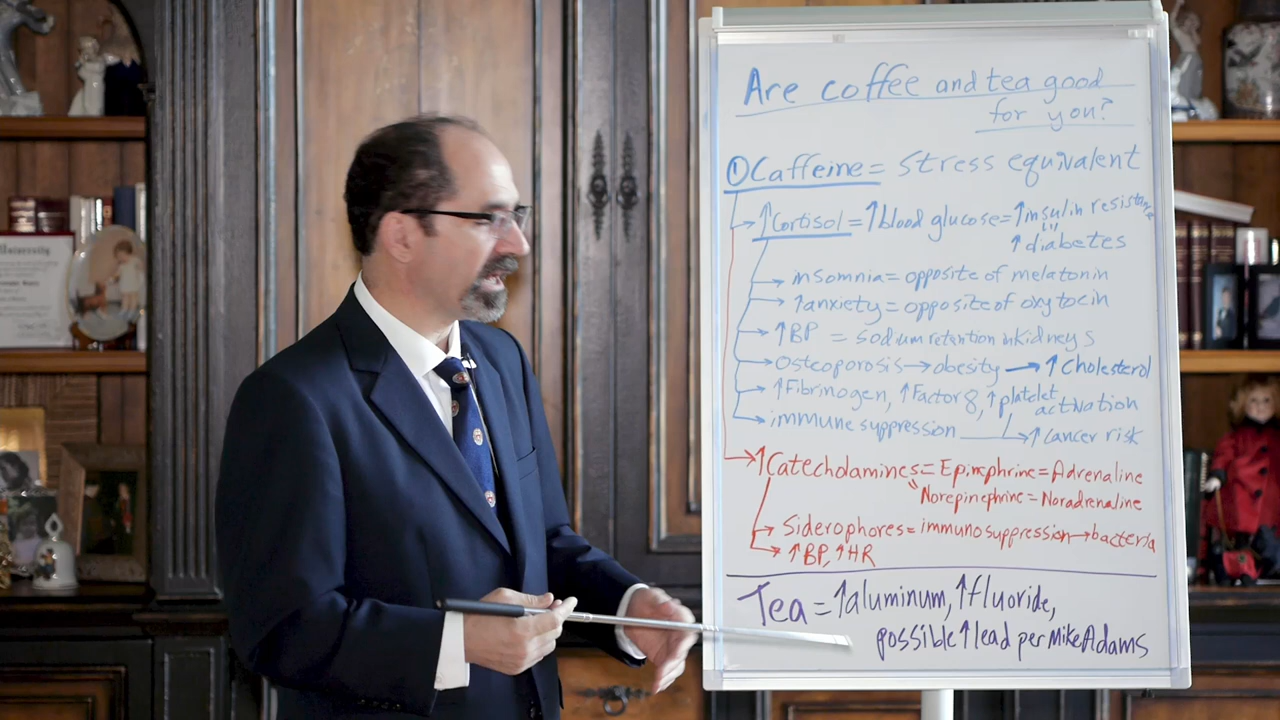 Are coffee and tea good
for you?
①Caffeine = stress equivalent
↑Cortisol = ↑blood glucose = ↑insulin resistance
↑diabetes
insomnia = opposite of melatonin
↑anxiety = opposite of oxytocin
↑BP = sodium retention in kidneys
Osteoporosis → obesity → ↑ Cholesterol
↑Fibrinogen, ↑Factor 8, ↑platelet
activation
immune suppression → ↑cancer risk
↑Catecholamines = Epinephrine = Adrenaline
" Norepinephrine = Noradrenaline
Siderophores = immunosuppression → bacteria
↑BP, ↑HR
Tea = ↑aluminum, ↑fluoride,
possible ↑lead per Mike Adams